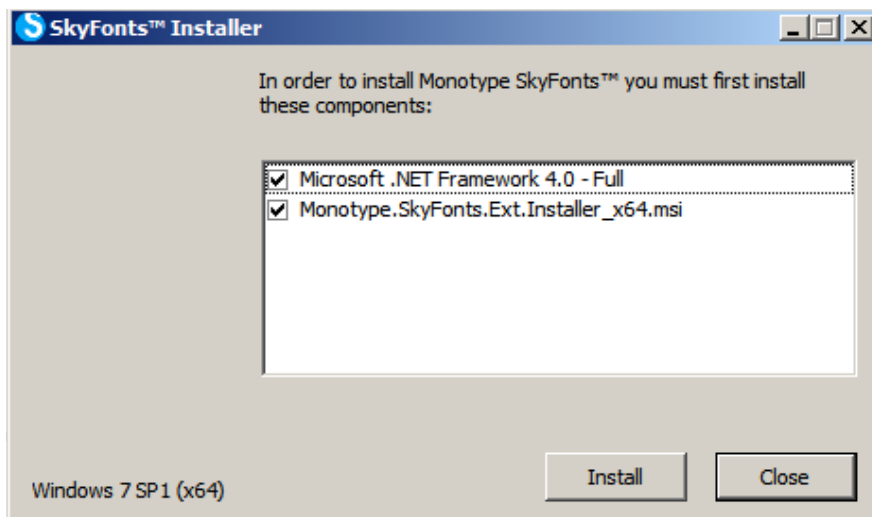 SkyFonts™ Installer
In order to install Monotype SkyFonts™ you must first install
these components:
Microsoft .NET Framework 4.0 - Full
Monotype.SkyFonts.Ext.Installer_x64.msi
Install
Close
Windows 7 SP1 (x64)